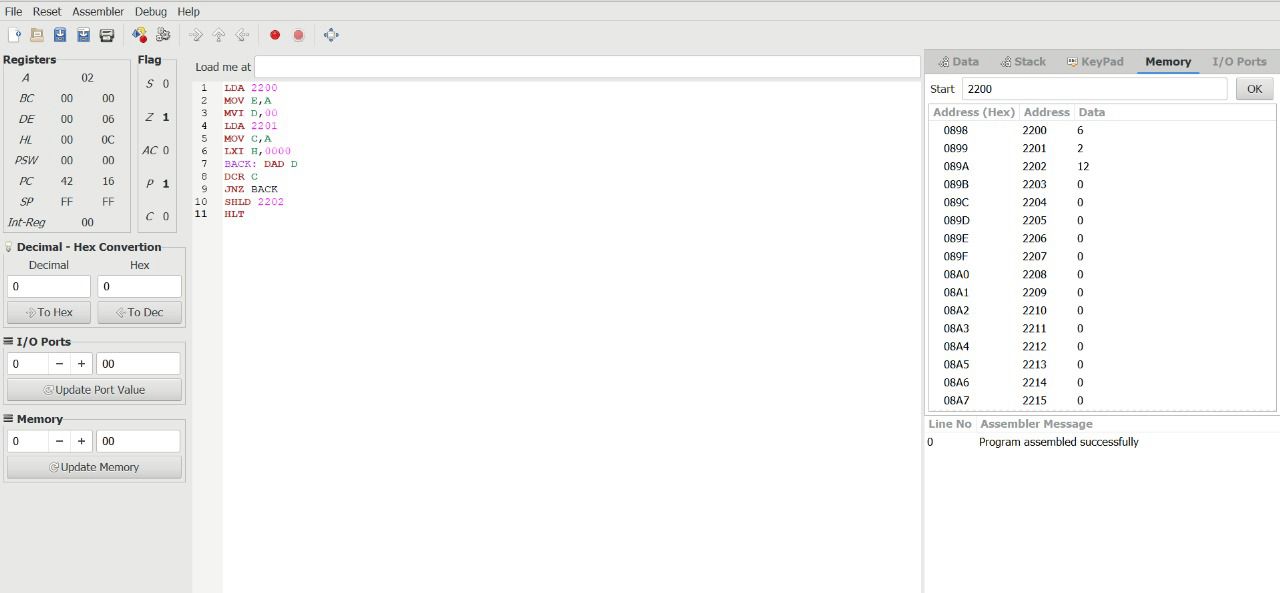 File Reset Assembler Debug Help
Registers
A 02
BC 00 00
DE 00 06
HL 00 0C
PSW 00 00
PC 42 16
SP FF FF
Int-Reg 00
Flag
S 0
Z 1
AC 0
P 1
C 0
Decimal - Hex Convertion
Decimal Hex
0 0
To Hex To Dec
I/O Ports
0 − + 00
Update Port Value
Memory
0 − + 00
Update Memory
Load me at
1 LDA 2200
2 MOV E,A
3 MVI D,00
4 LDA 2201
5 MOV C,A
6 LXI H,0000
7 BACK: DAD D
8 DCR C
9 JNZ BACK
10 SHLD 2202
11 HLT
Data Stack KeyPad Memory I/O Ports
Start 2200 OK
Address (Hex) Address Data
0898 2200 6
0899 2201 2
089A 2202 12
089B 2203 0
089C 2204 0
089D 2205 0
089E 2206 0
089F 2207 0
08A0 2208 0
08A1 2209 0
08A2 2210 0
08A3 2211 0
08A4 2212 0
08A5 2213 0
08A6 2214 0
08A7 2215 0
Line No Assembler Message
0 Program assembled successfully